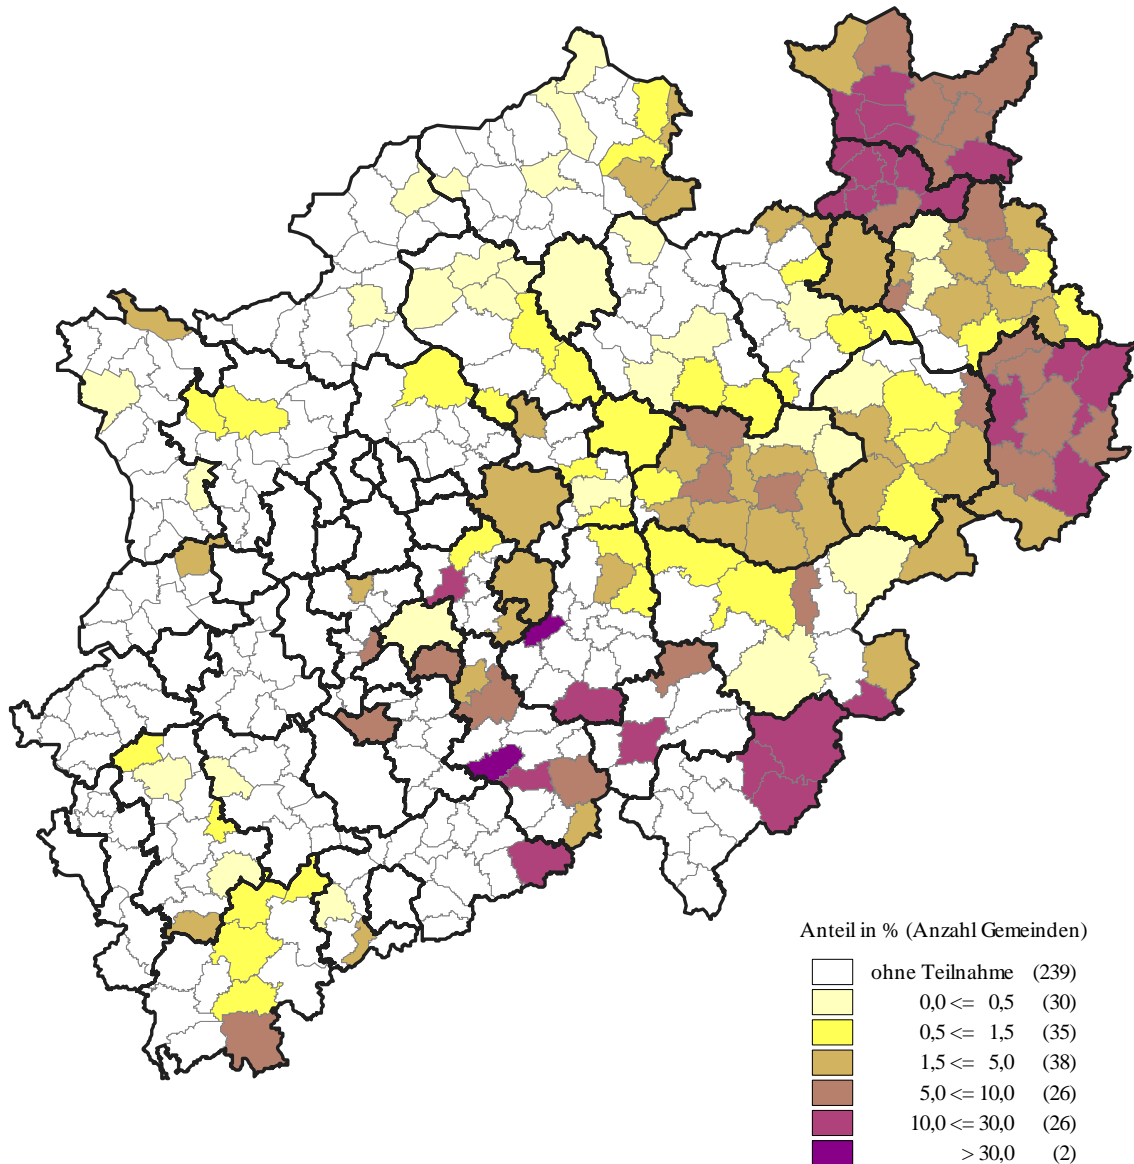 Anteil in % (Anzahl Gemeinden)
ohne Teilnahme (239)
0,0 <= 0,5 (30)
0,5 <= 1,5 (35)
1,5 <= 5,0 (38)
5,0 <= 10,0 (26)
10,0 <= 30,0 (26)
> 30,0 (2)